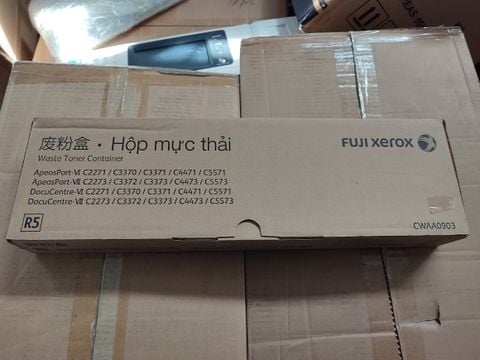 废粉盒 · Hộp mực thải
Waste Toner Container
FUJI xerox
ApeosPort-VI C2271 / C3370 / C3371 / C4471 / C5571
ApeosPort-VII C2273 / C3372 / C3373 / C4473 / C5573
DocuCentre-VI C2271 / C3370 / C3371 / C4471 / C5571
DocuCentre-VII C2273 / C3372 / C3373 / C4473 / C5573
R5
CWAA0903